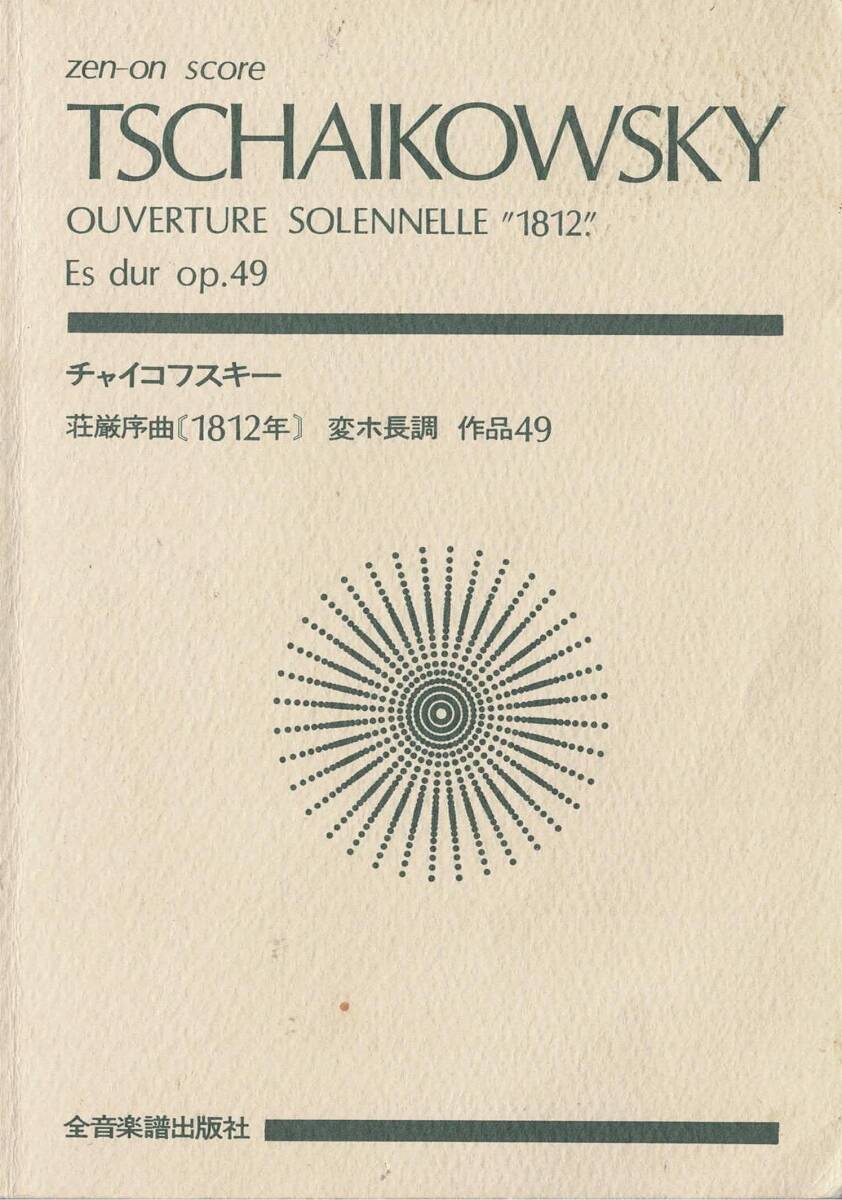 zen-on score
TSCHAIKOWSKY
OUVERTURE SOLENNELLE "1812."
Es dur op.49
チャイコフスキー
荘厳序曲〔1812年〕 変ホ長調 作品49
全音楽譜出版社